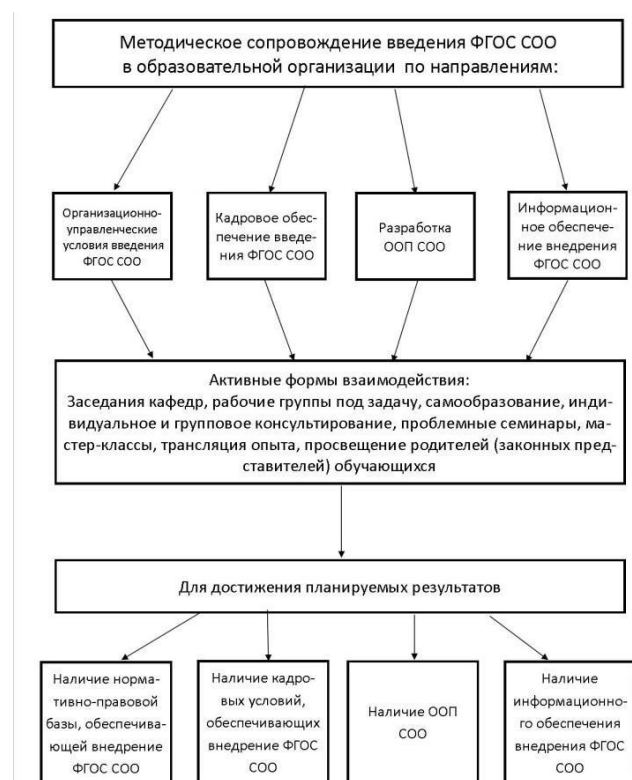 Методическое сопровождение введения ФГОС СОО
в образовательной организации по направлениям:
Организационно-
управленческие
условия введения
ФГОС СОО
Кадровое обес-
печение введе-
ния ФГОС СОО
Разработка
ООП СОО
Информацион-
ное обеспече-
ние внедрения
ФГОС СОО
Активные формы взаимодействия:
Заседания кафедр, рабочие группы под задачу, самообразование, инди-
видуальное и групповое консультирование, проблемные семинары, ма-
стер-классы, трансляция опыта, просвещение родителей (законных пред-
ставителей) обучающихся
Для достижения планируемых результатов
Наличие норма-
тивно-правовой
базы, обеспечива-
ющей внедрение
ФГОС СОО
Наличие кадро-
вых условий,
обеспечивающих
внедрение ФГОС
СОО
Наличие ООП
СОО
Наличие
информационно-
го обеспечения
внедрения ФГОС
СОО